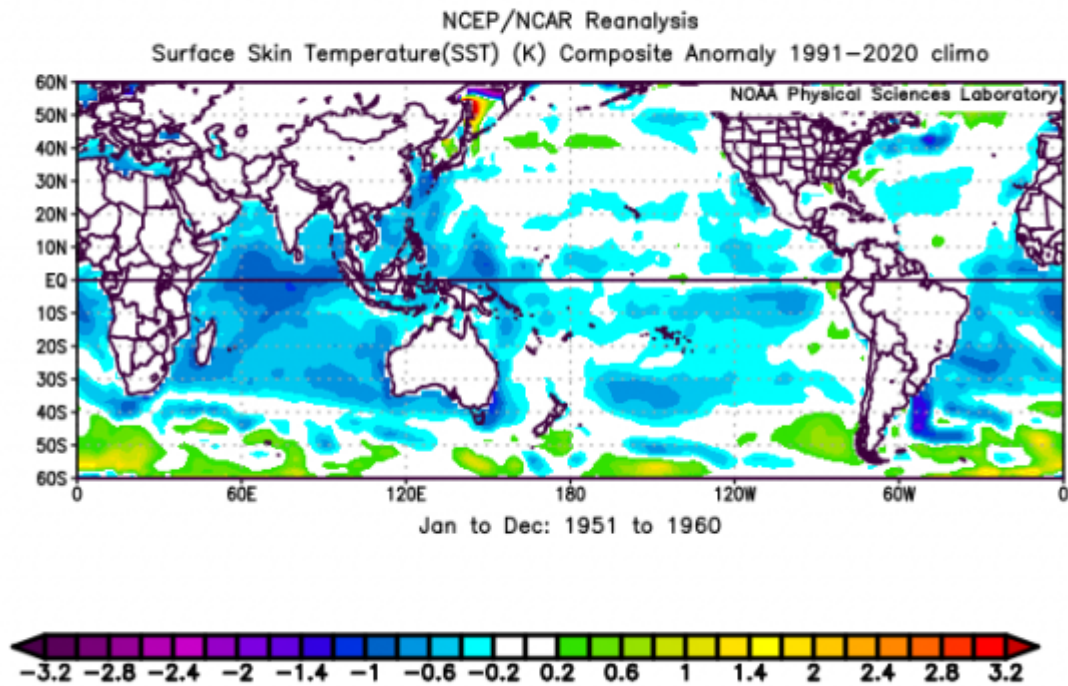 NCEP/NCAR Reanalysis
Surface Skin Temperature(SST) (K) Composite Anomaly 1991-2020 climo
NOAA Physical Sciences Laboratory
60N
50N
40N
30N
20N
10N
EQ
10S
20S
30S
40S
50S
60S
0 60E 120E 180 120W 60W 0
Jan to Dec: 1951 to 1960
-3.2 -2.8 -2.4 -2 -1.4 -1 -0.6 -0.2 0.2 0.6 1 1.4 2 2.4 2.8 3.2